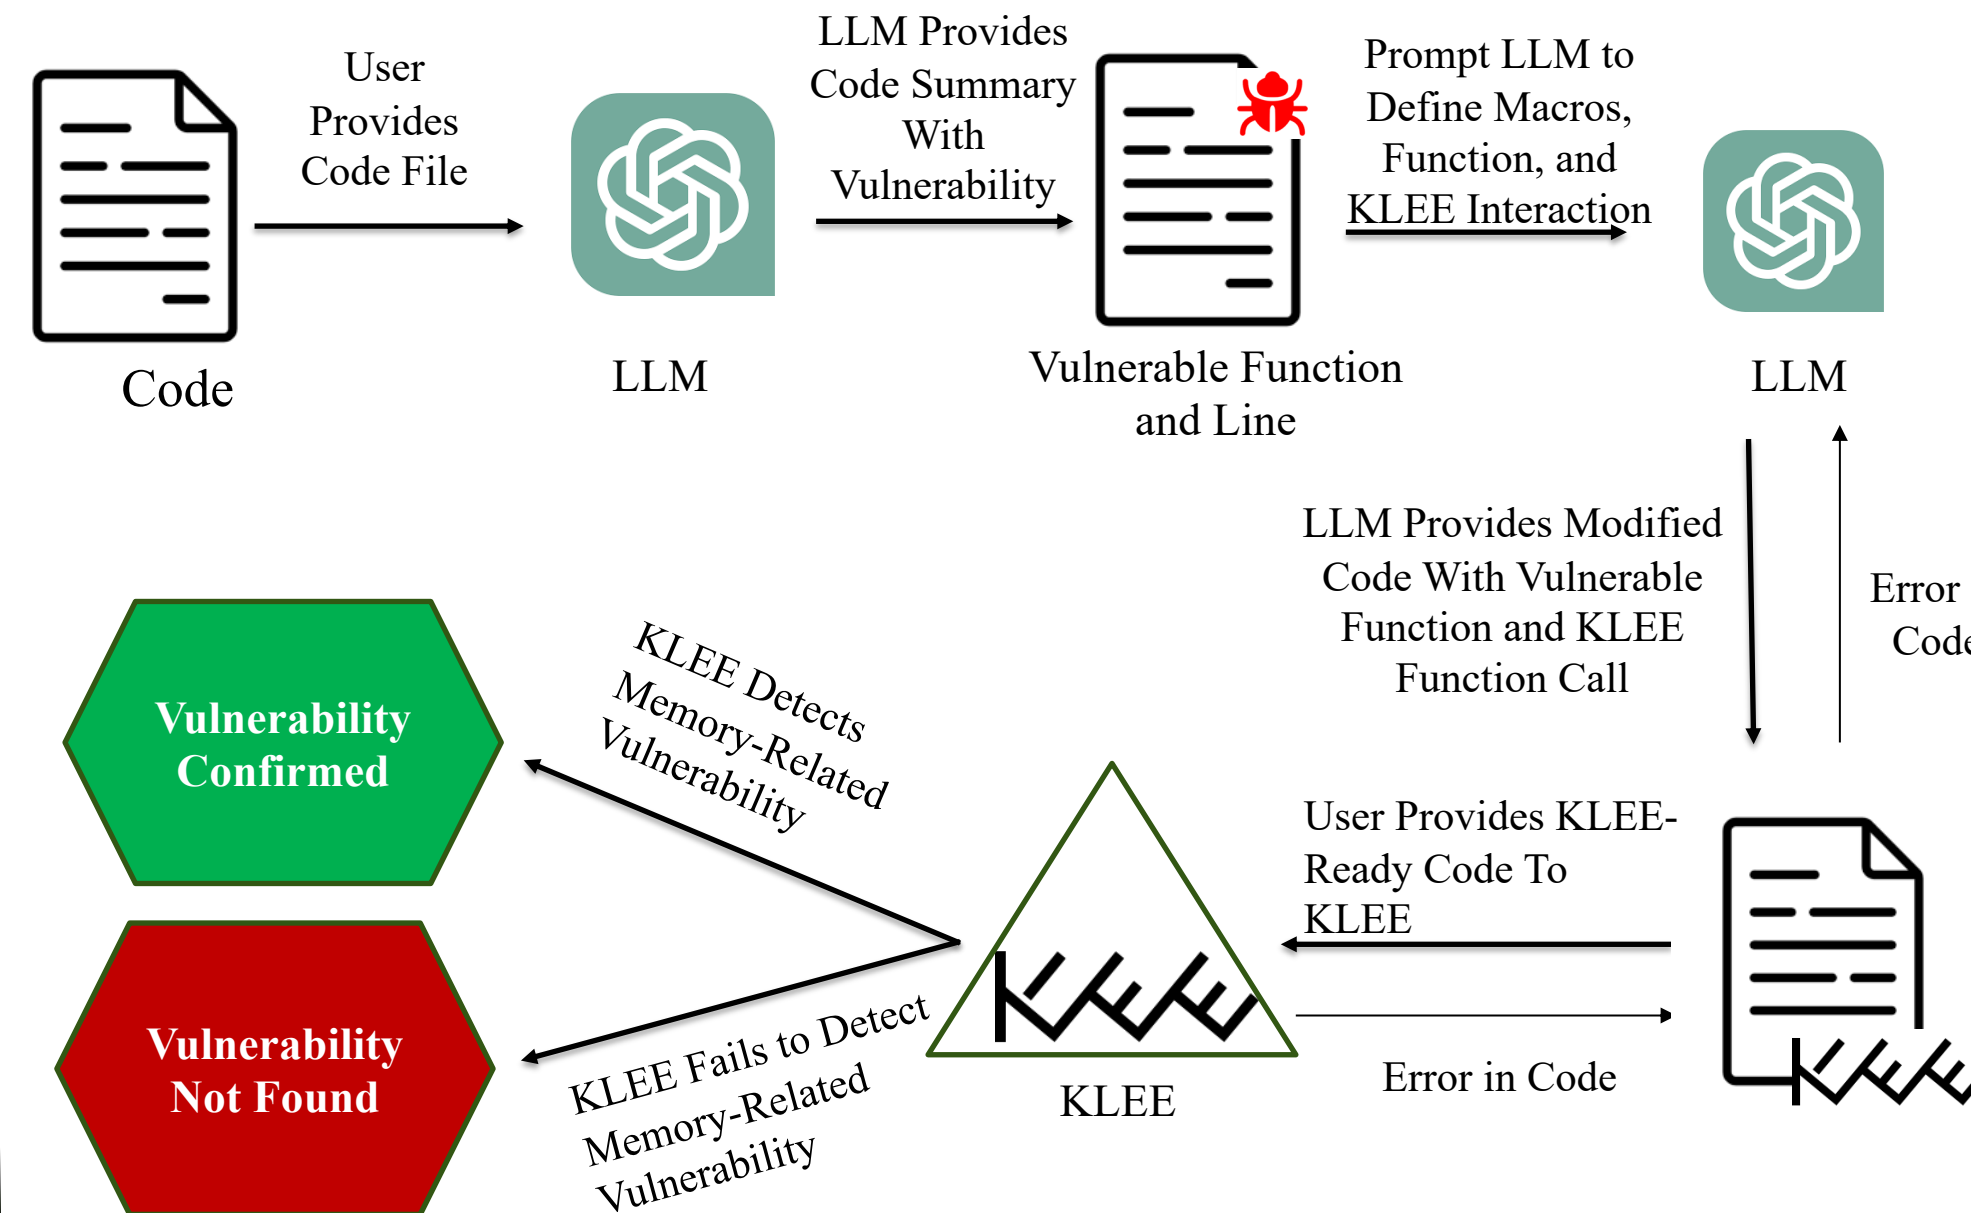 User
Provides
Code File
LLM Provides
Code Summary
With
Vulnerability
Prompt LLM to
Define Macros,
Function, and
KLEE Interaction
Code
LLM
Vulnerable Function
and Line
LLM
LLM Provides Modified
Code With Vulnerable
Function and KLEE
Function Call
Error
Code
KLEE Detects
Memory-Related
Vulnerability
Vulnerability
Confirmed
User Provides KLEE-
Ready Code To
KLEE
KLEE
KLEE
Error in Code
KLEE
KLEE Fails to Detect
Memory-Related
Vulnerability
Vulnerability
Not Found